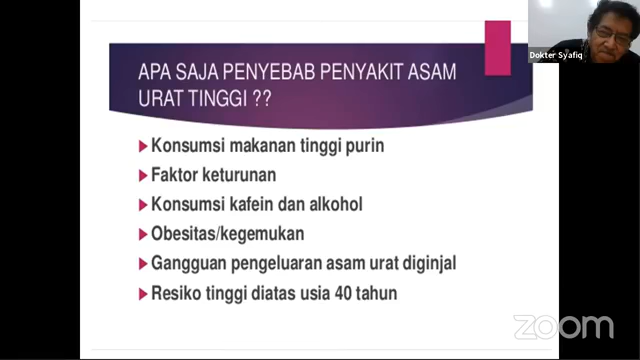 Dokter Syafiq
APA SAJA PENYEBAB PENYAKIT ASAM
URAT TINGGI ??
Konsumsi makanan tinggi purin
Faktor keturunan
Konsumsi kafein dan alkohol
Obesitas/kegemukan
Gangguan pengeluaran asam urat diginjal
Resiko tinggi diatas usia 40 tahun
zoom